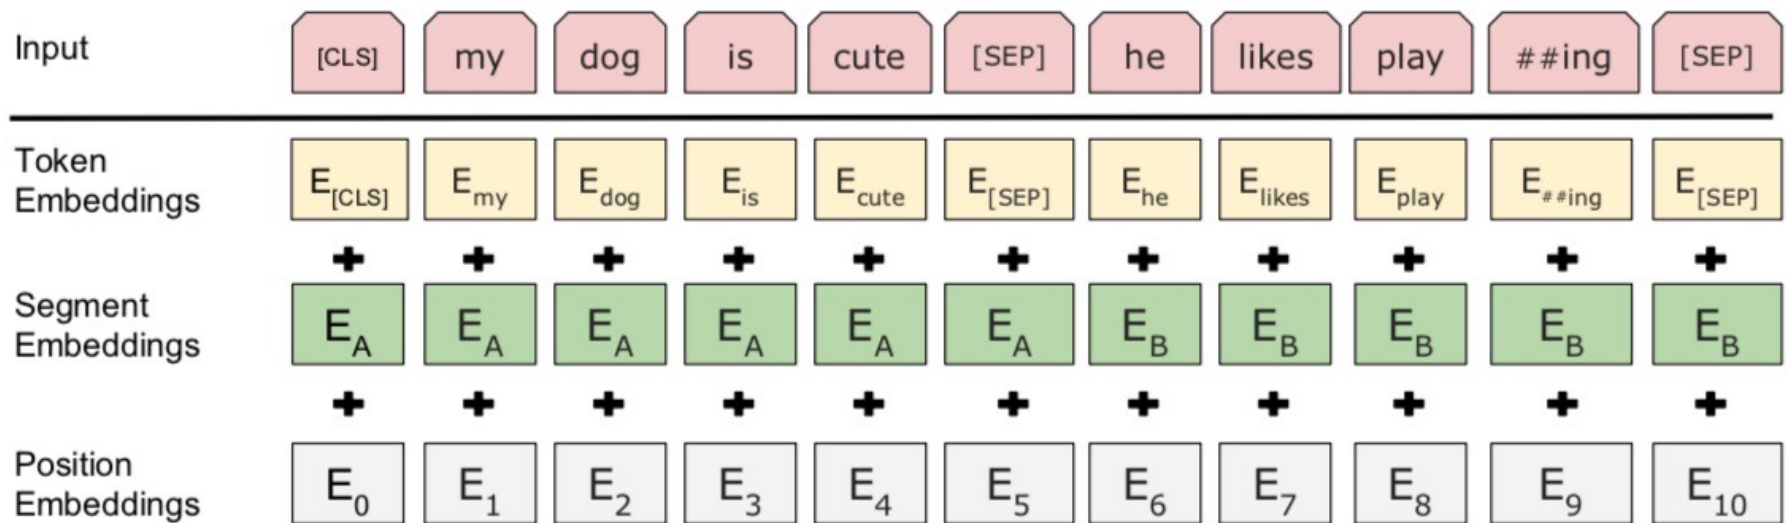 Input [CLS] my dog is cute [SEP] he likes play ##ing [SEP]
Token
Embeddings
E[CLS] Emy Edog Eis Ecute E[SEP] Ehe Elikes Eplay E##ing E[SEP]
+ + + + + + + + + + +
Segment
Embeddings
EA EA EA EA EA EA EB EB EB EB EB
+ + + + + + + + + + +
Position
Embeddings
E0 E1 E2 E3 E4 E5 E6 E7 E8 E9 E10